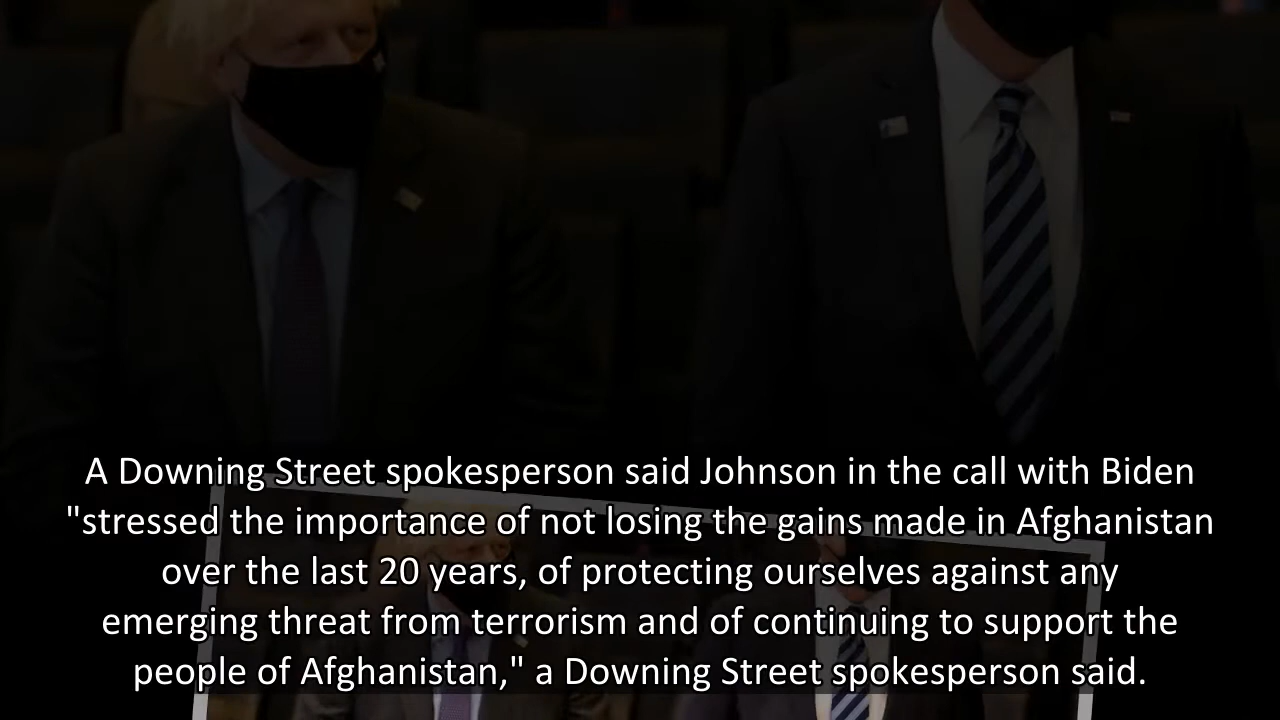 A Downing Street spokesperson said Johnson in the call with Biden
"stressed the importance of not losing the gains made in Afghanistan
over the last 20 years, of protecting ourselves against any
emerging threat from terrorism and of continuing to support the
people of Afghanistan," a Downing Street spokesperson said.